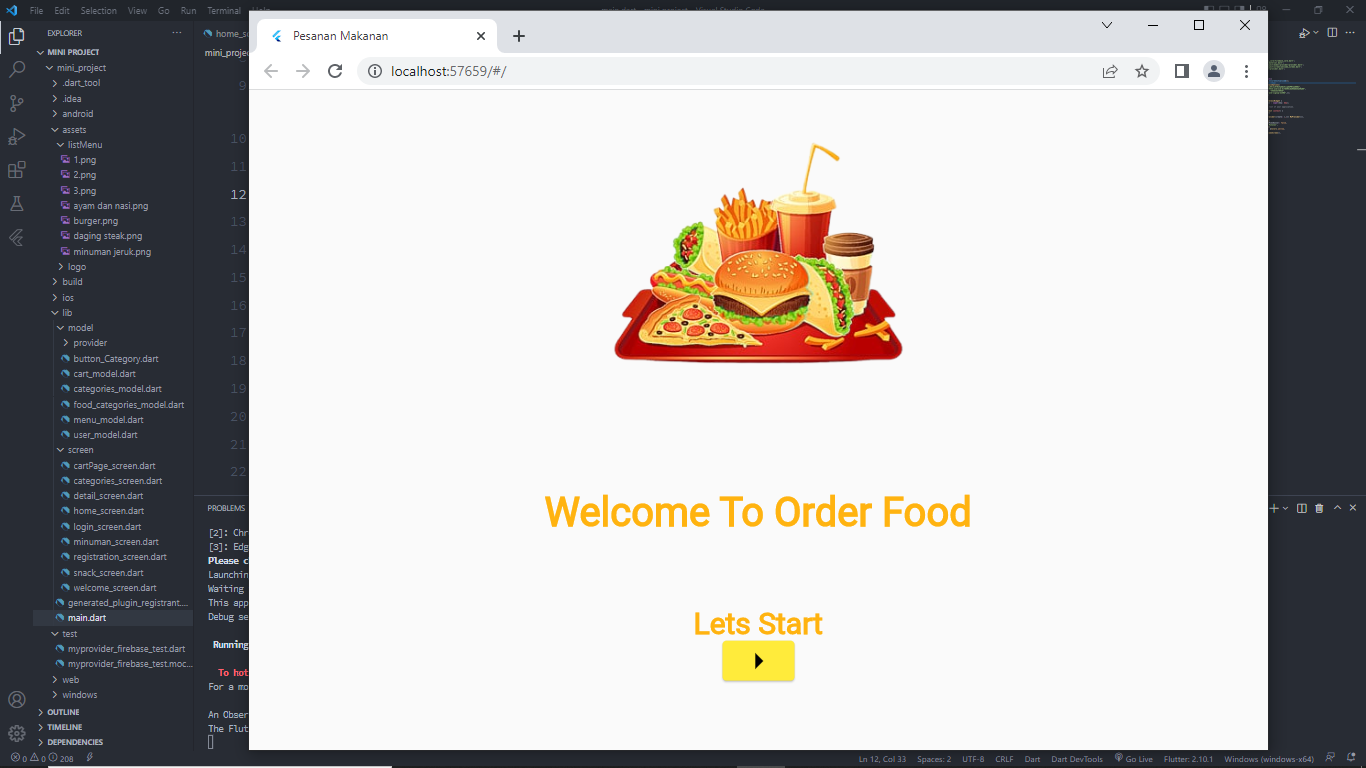 File Edit Selection View Go Run Terminal Help
main.dart - mini project - Visual Studio Code
EXPLORER
MINI PROJECT
mini_project
.dart_tool
.idea
android
assets
listMenu
1.png
2.png
3.png
ayam dan nasi.png
burger.png
daging steak.png
minuman jeruk.png
logo
build
ios
lib
model
provider
button_Category.dart
cart_model.dart
categories_model.dart
food_categories_model.dart
menu_model.dart
user_model.dart
screen
cartPage_screen.dart
categories_screen.dart
detail_screen.dart
home_screen.dart
login_screen.dart
minuman_screen.dart
registration_screen.dart
snack_screen.dart
welcome_screen.dart
generated_plugin_registrant....
main.dart
test
myprovider_firebase_test.dart
myprovider_firebase_test.moc...
web
windows
OUTLINE
TIMELINE
DEPENDENCIES
home_s
mini_proje
9
10
11
12
13
14
15
16
17
18
19
20
21
22
PROBLEMS
[2]: Chr
[3]: Edg
Please c
Launchin
Waiting
This app
Debug se
Running
To hot
For a mo
An Obser
The Flut
Pesanan Makanan
localhost:57659/#/
Welcome To Order Food
Lets Start
0 0 208
Ln 12, Col 33 Spaces: 2 UTF-8 CRLF Dart Dart DevTools Go Live Flutter: 2.10.1 Windows (windows-x64)